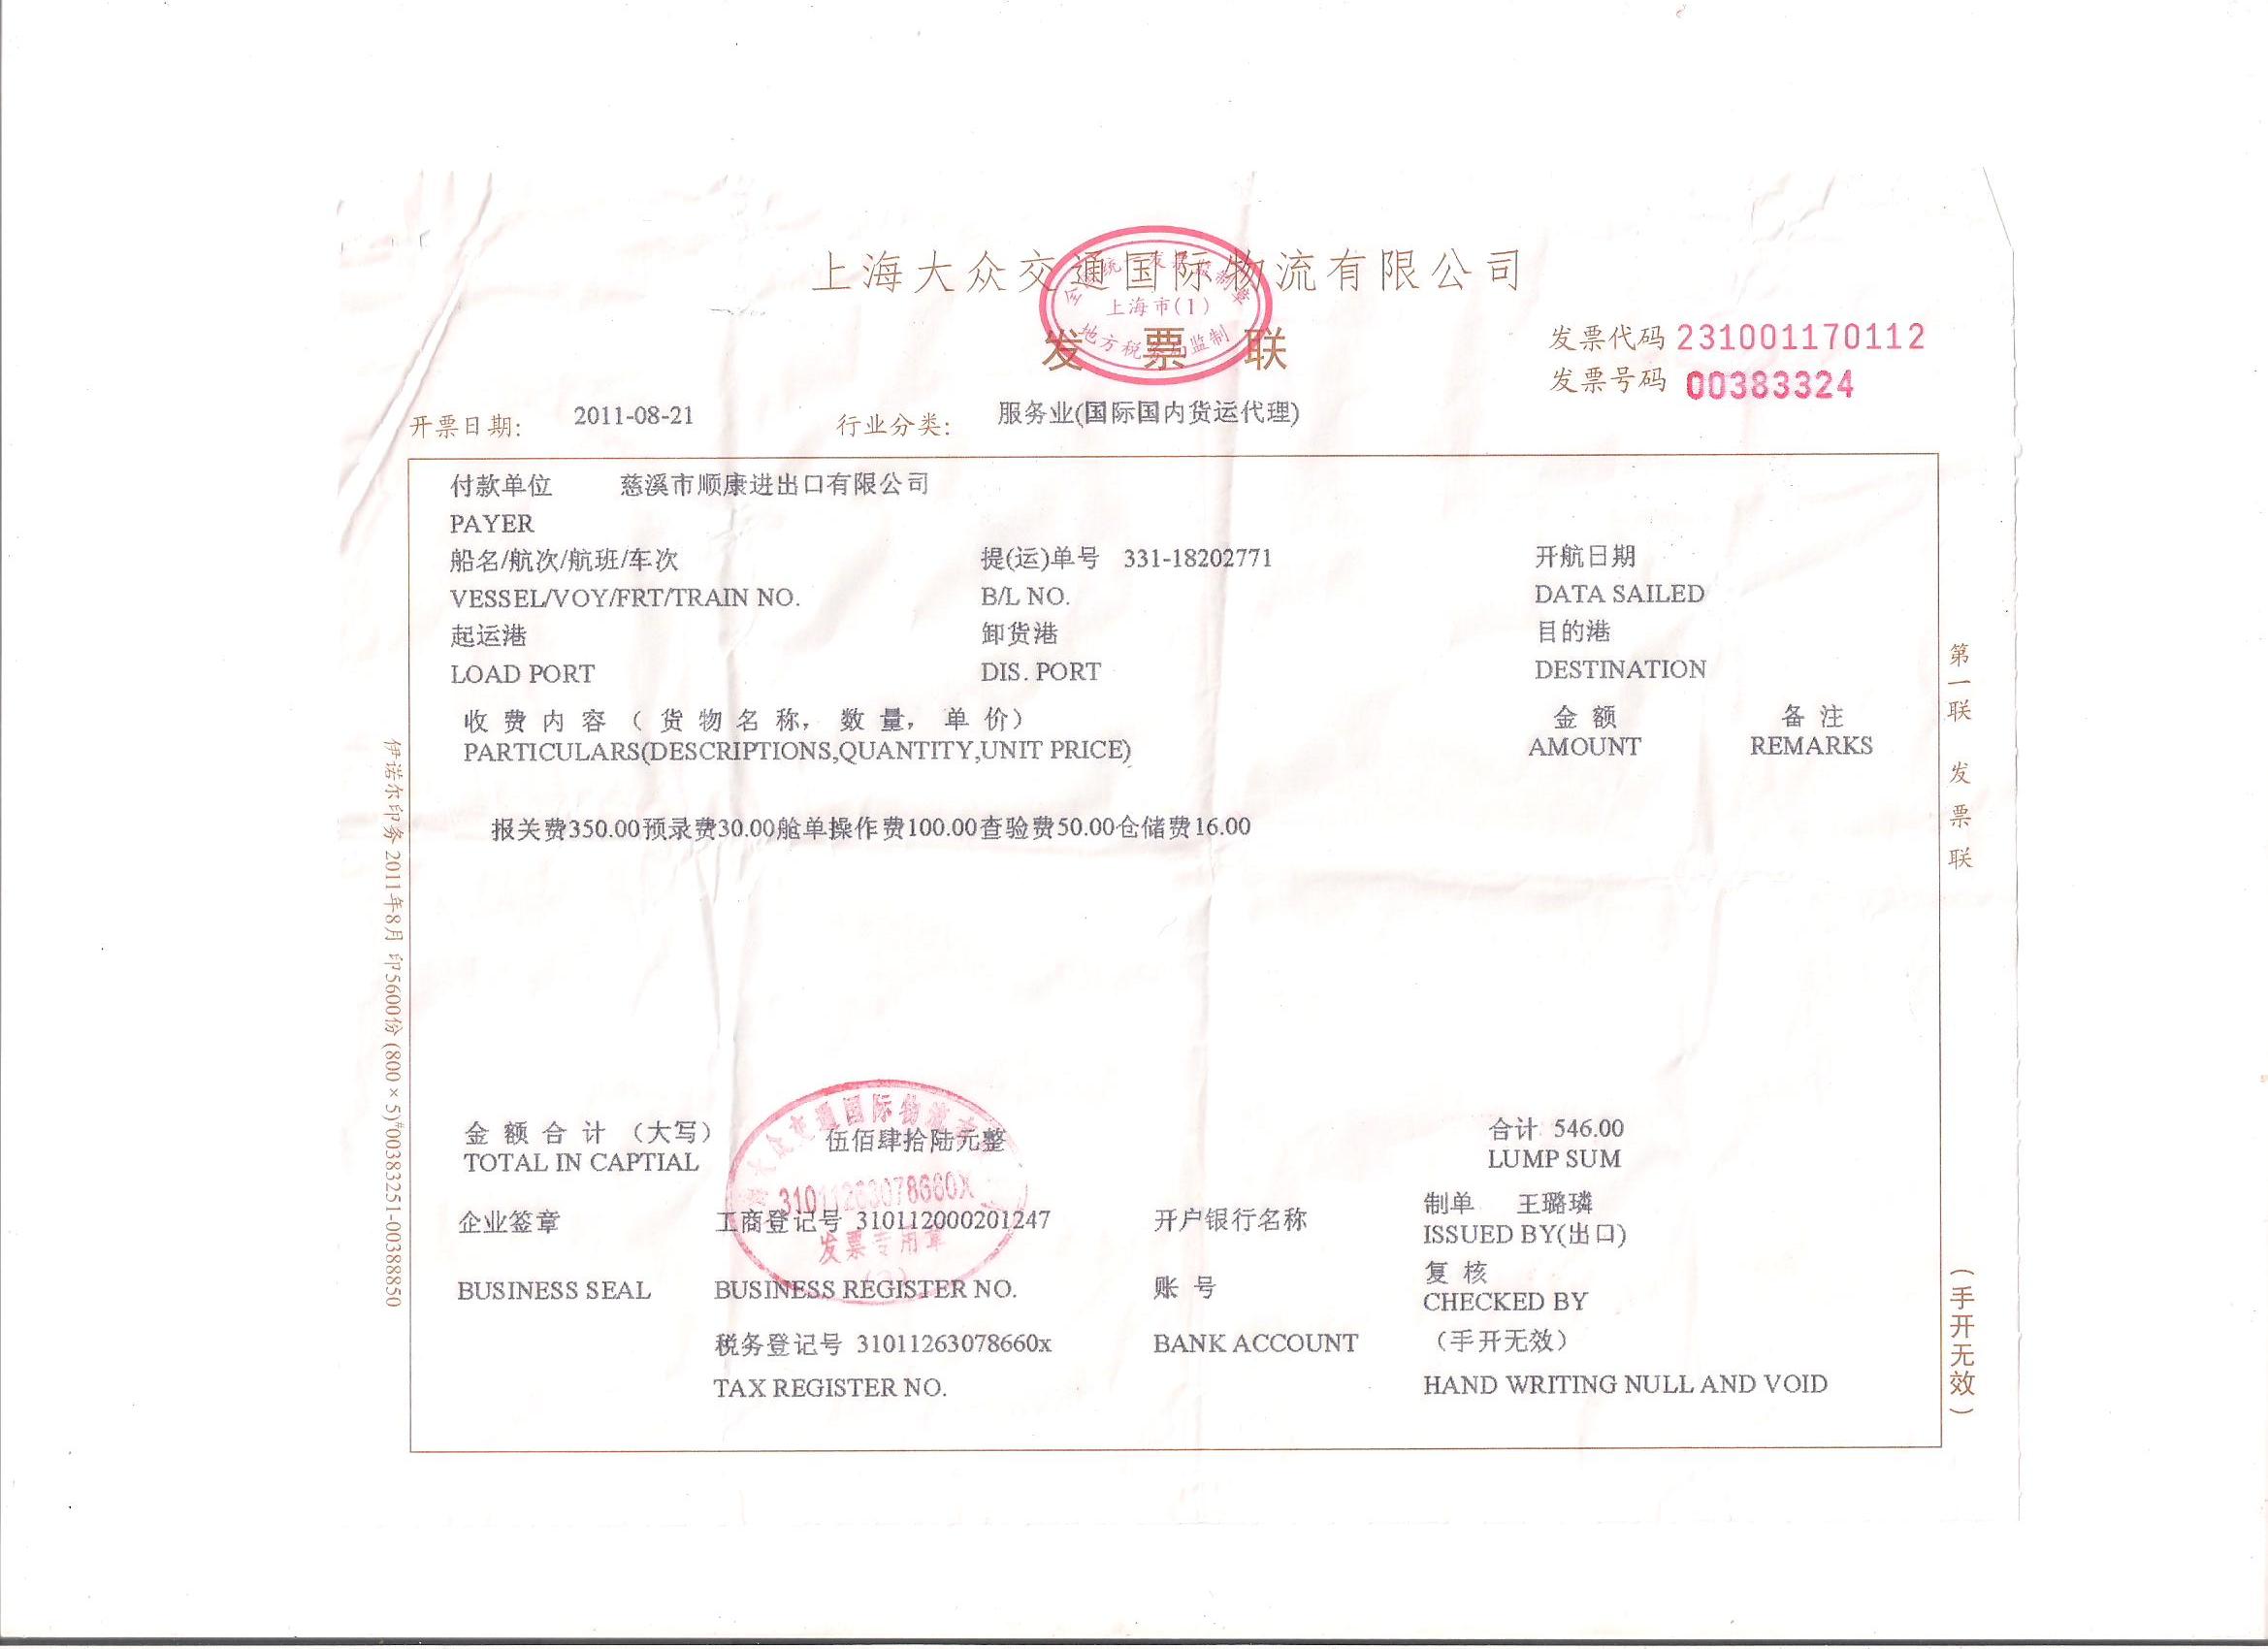 上海大众交通国际物流有限公司
全国统一发票监制章
上海市(1)
地方税务局监制
发票联
发票代码 231001170112
发票号码 00383324
开票日期: 2011-08-21 行业分类: 服务业(国际国内货运代理)
付款单位 慈溪市顺康进出口有限公司
PAYER
船名/航次/航班/车次 提(运)单号 331-18202771 开航日期
VESSEL/VOY/FRT/TRAIN NO. B/L NO. DATA SAILED
起运港 卸货港 目的港
LOAD PORT DIS. PORT DESTINATION
收费内容(货物名称,数量,单价) 金额 备注
PARTICULARS(DESCRIPTIONS,QUANTITY,UNIT PRICE) AMOUNT REMARKS
报关费350.00预录费30.00舱单操作费100.00查验费50.00仓储费16.00
金额合计(大写) 伍佰肆拾陆元整 合计 546.00
TOTAL IN CAPTIAL LUMP SUM
31011263078660X
发票专用章
企业签章 工商登记号 310112000201247 开户银行名称 制单 王璐璘
ISSUED BY(出口)
BUSINESS SEAL BUSINESS REGISTER NO. 账号 复核
CHECKED BY
税务登记号 31011263078660x BANK ACCOUNT (手开无效)
TAX REGISTER NO. HAND WRITING NULL AND VOID
第一联 发票联
(手开无效)
伊诺尔印务 2011年8月 印5600份 (800×5)#00383251-00388850